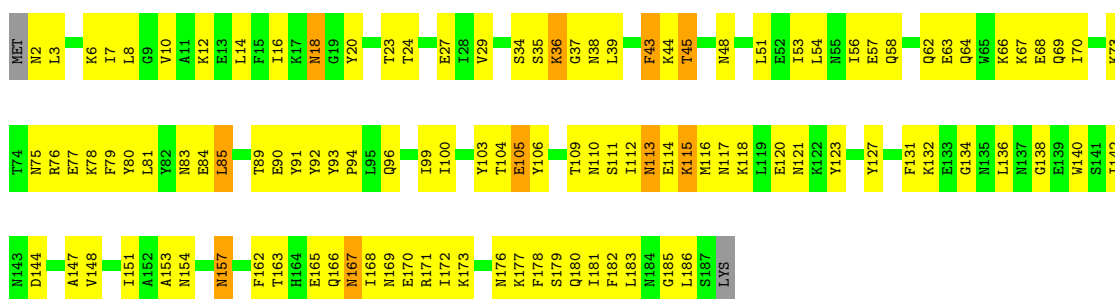 MET N2 L3 K6 I7 L8 G9 V10 A11 K12 E13 L14 F15 I16 K17 N18 G19 Y20 T23 T24 E27 I28 V29 S34 S35 K36 G37 N38 L39 F43 K44 T45 N48 L51 E52 I53 L54 N55 I56 E57 Q58 Q62 E63 Q64 W65 K66 K67 E68 Q69 I70 K73
T74 N75 R76 E77 K78 F79 Y80 L81 Y82 N83 E84 L85 T89 E90 Y91 Y92 Y93 P94 L95 Q96 I99 I100 Y103 T104 E105 Y106 T109 N110 S111 I112 N113 E114 K115 M116 N117 K118 L119 E120 N121 K122 Y123 Y127 F131 K132 E133 G134 N135 L136 N137 G138 E139 W140 S141 I142
N143 D144 A147 V148 I151 A152 A153 N154 N157 F162 T163 H164 E165 Q166 N167 I168 N169 E170 R171 I172 K173 N176 K177 F178 S179 Q180 I181 F182 L183 N184 G185 L186 S187 LYS